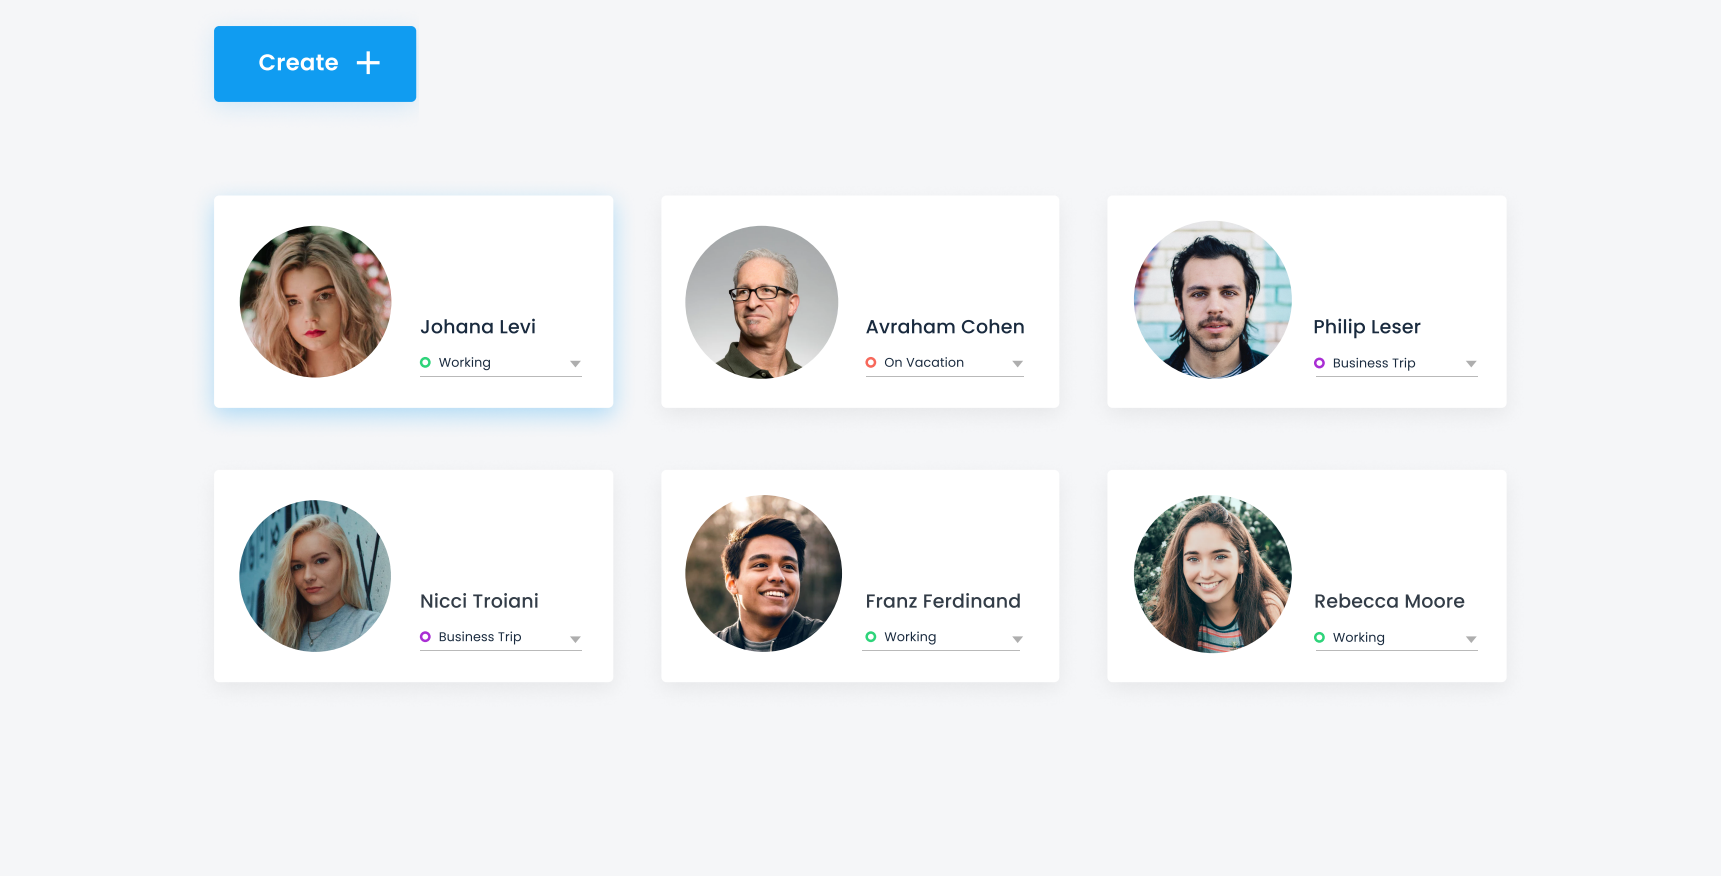 Create
Johana Levi
Working
Avraham Cohen
On Vacation
Philip Leser
Business Trip
Nicci Troiani
Business Trip
Franz Ferdinand
Working
Rebecca Moore
Working